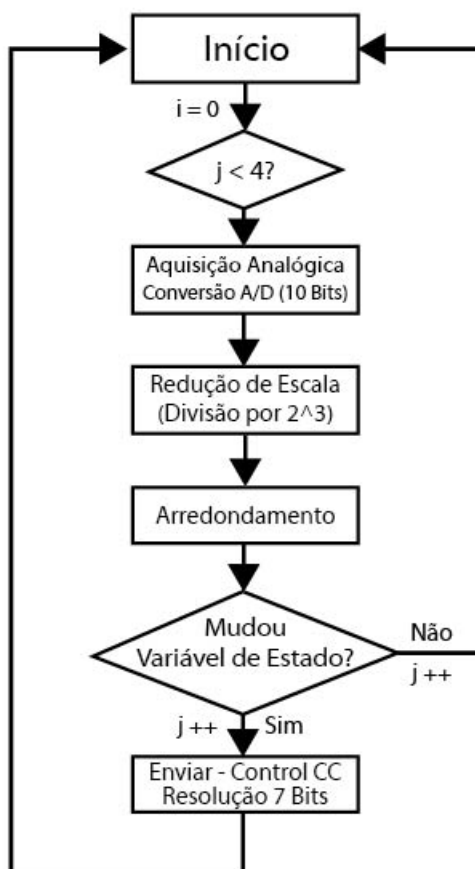 Início
i = 0
j < 4?
Aquisição Analógica
Conversão A/D (10 Bits)
Redução de Escala
(Divisão por 2^3)
Arredondamento
Mudou
Variável de Estado?
Não
j ++
j ++
Sim
Enviar - Control CC
Resolução 7 Bits